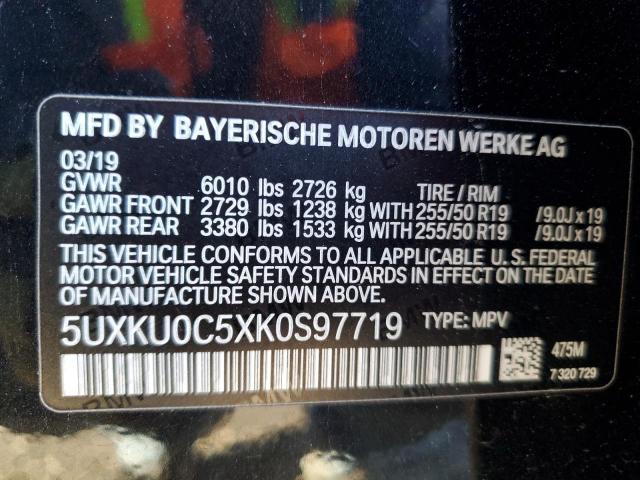 MFD BY BAYERISCHE MOTOREN WERKE AG
03/19
GVWR 6010 lbs 2726 kg TIRE / RIM
GAWR FRONT 2729 lbs 1238 kg WITH 255/50 R19 /9.0J x 19
GAWR REAR 3380 lbs 1533 kg WITH 255/50 R19 /9.0J x 19
THIS VEHICLE CONFORMS TO ALL APPLICABLE U. S. FEDERAL
MOTOR VEHICLE SAFETY STANDARDS IN EFFECT ON THE DATE
OF MANUFACTURE SHOWN ABOVE.
5UXKU0C5XK0S97719 TYPE: MPV
475M
7 320 729